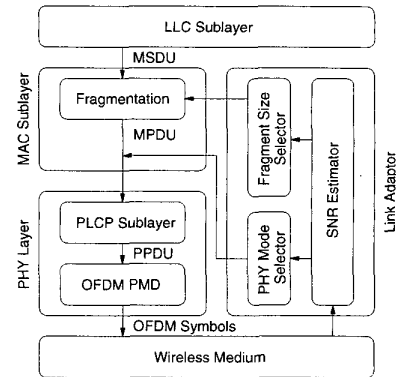 LLC Sublayer
MSDU
MAC Sublayer
Fragmentation
MPDU
Fragment Size
Selector
SNR Estimator
Link Adaptor
PHY Layer
PLCP Sublayer
PPDU
OFDM PMD
PHY Mode
Selector
OFDM Symbols
Wireless Medium